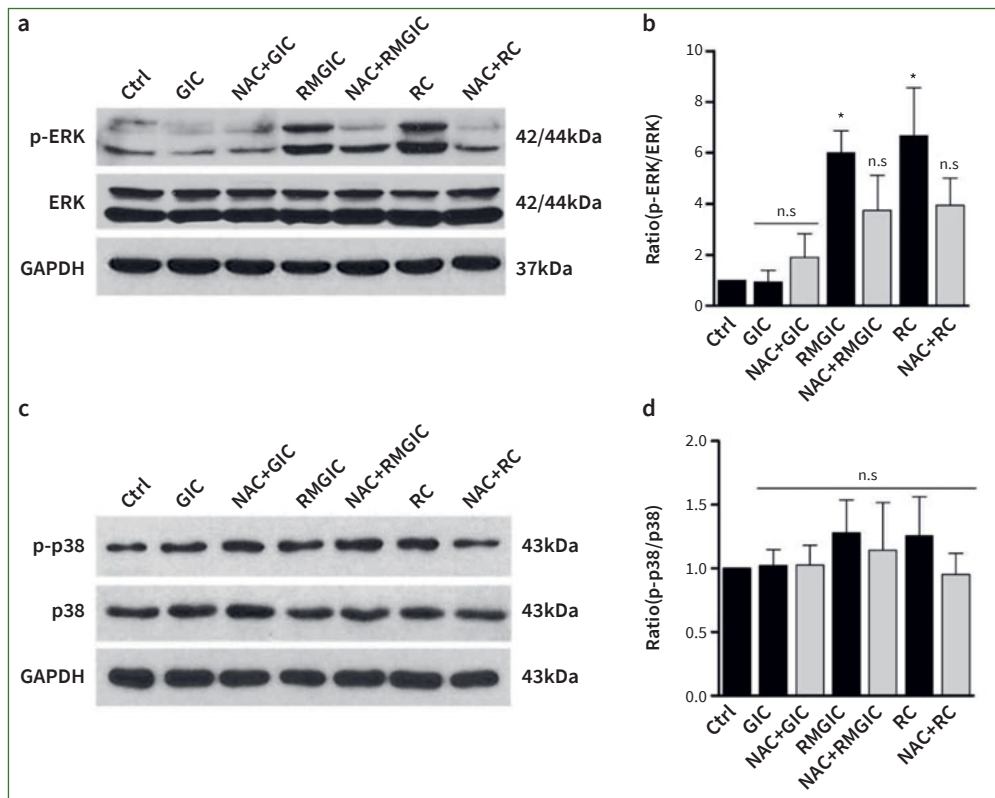 a
Ctrl
GIC
NAC+GIC
RMGIC
NAC+RMGIC
RC
NAC+RC
p-ERK
42/44kDa
ERK
42/44kDa
GAPDH
37kDa
b
Ratio(p-ERK/ERK)
10
8
6
4
2
0
n.s
*
n.s
*
n.s
Ctrl
GIC
NAC+GIC
RMGIC
NAC+RMGIC
RC
NAC+RC
c
Ctrl
GIC
NAC+GIC
RMGIC
NAC+RMGIC
RC
NAC+RC
p-p38
43kDa
p38
43kDa
GAPDH
43kDa
d
Ratio(p-p38/p38)
2.0
1.5
1.0
0.5
0.0
n.s
Ctrl
GIC
NAC+GIC
RMGIC
NAC+RMGIC
RC
NAC+RC